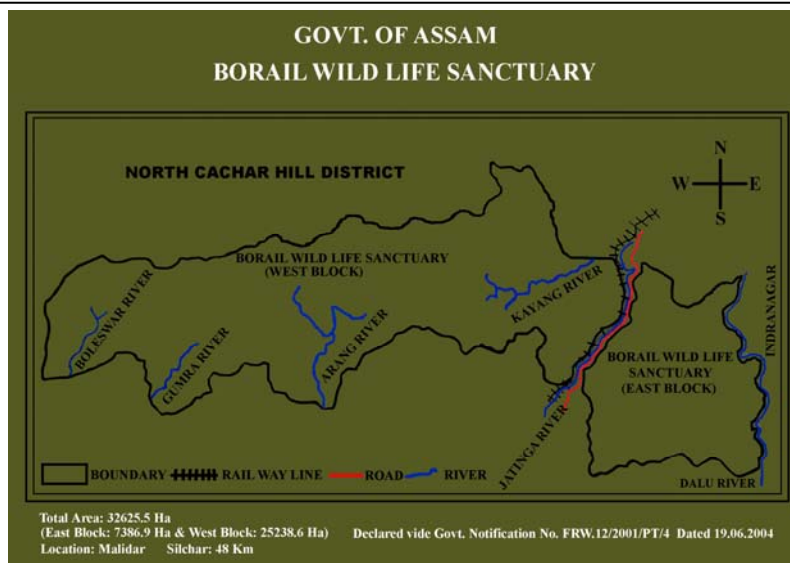 GOVT. OF ASSAM
BORAIL WILD LIFE SANCTUARY
NORTH CACHAR HILL DISTRICT
N
W E
S
BORAIL WILD LIFE SANCTUARY
(WEST BLOCK)
BOLESWAR RIVER
GUMRA RIVER
ARANG RIVER
KAYANG RIVER
INDRANAGAR
BORAIL WILD LIFE
SANCTUARY
(EAST BLOCK)
JATINGA RIVER
DALU RIVER
BOUNDARY RAIL WAY LINE ROAD RIVER
Total Area: 32625.5 Ha
(East Block: 7386.9 Ha & West Block: 25238.6 Ha) Declared vide Govt. Notification No. FRW.12/2001/PT/4 Dated 19.06.2004
Location: Malidar Silchar: 48 Km